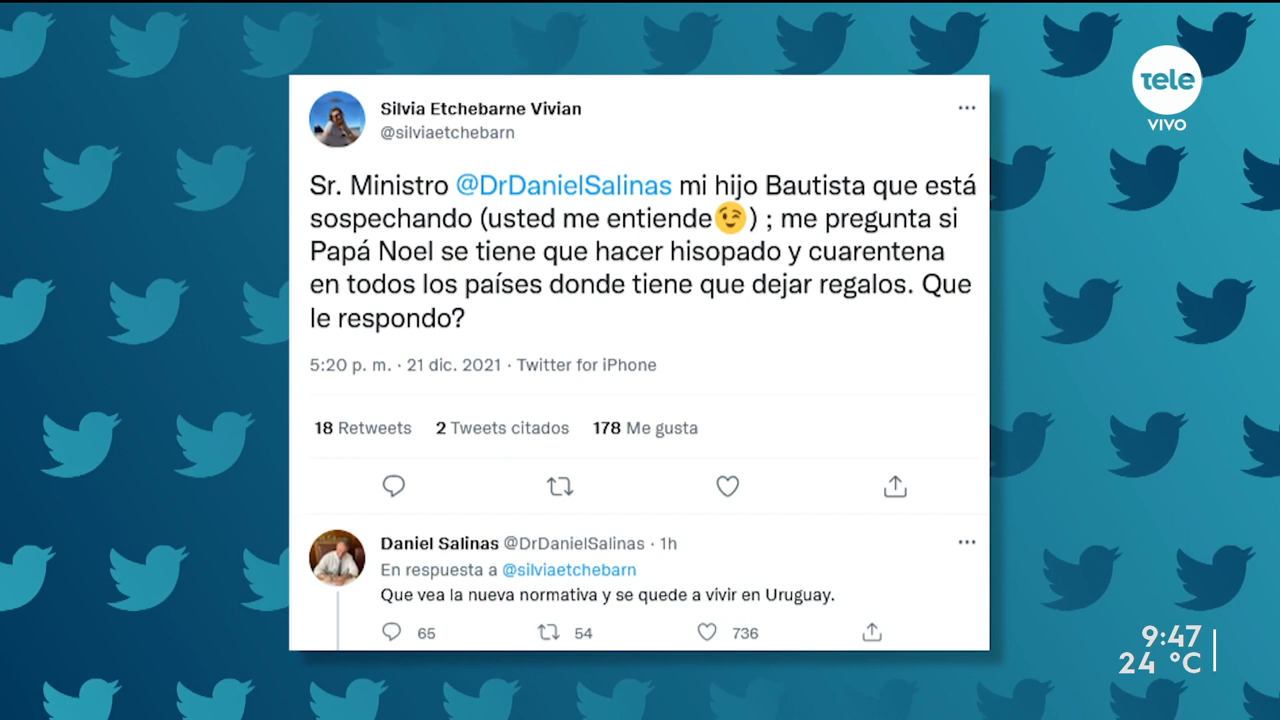 tele
VIVO
Silvia Etchebarne Vivian
@silviaetchebarn
Sr. Ministro @DrDanielSalinas mi hijo Bautista que está
sospechando (usted me entiende😉) ; me pregunta si
Papá Noel se tiene que hacer hisopado y cuarentena
en todos los países donde tiene que dejar regalos. Que
le respondo?
5:20 p. m. · 21 dic. 2021 · Twitter for iPhone
18 Retweets 2 Tweets citados 178 Me gusta
Daniel Salinas @DrDanielSalinas · 1h
En respuesta a @silviaetchebarn
Que vea la nueva normativa y se quede a vivir en Uruguay.
65 54 736
9:47
24 °C